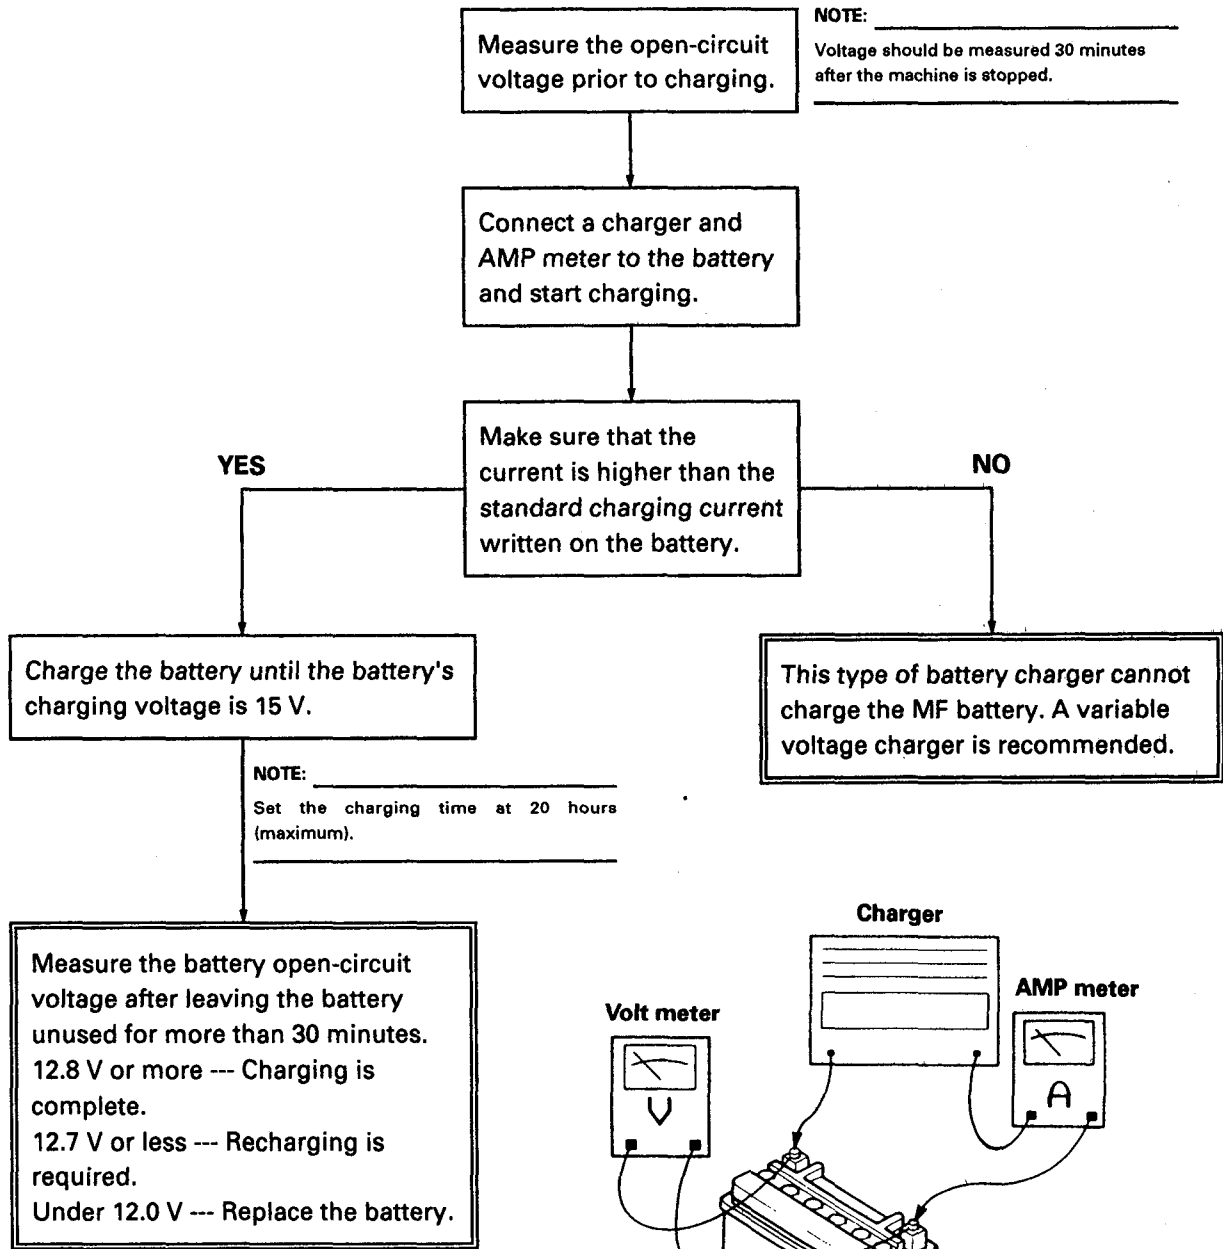 Measure the open-circuit
voltage prior to charging.
NOTE:
Voltage should be measured 30 minutes
after the machine is stopped.
Connect a charger and
AMP meter to the battery
and start charging.
Make sure that the
current is higher than the
standard charging current
written on the battery.
YES
NO
Charge the battery until the battery's
charging voltage is 15 V.
This type of battery charger cannot
charge the MF battery. A variable
voltage charger is recommended.
NOTE:
Set the charging time at 20 hours
(maximum).
Measure the battery open-circuit
voltage after leaving the battery
unused for more than 30 minutes.
12.8 V or more --- Charging is
complete.
12.7 V or less --- Recharging is
required.
Under 12.0 V --- Replace the battery.
Charger
Volt meter
AMP meter
V
A